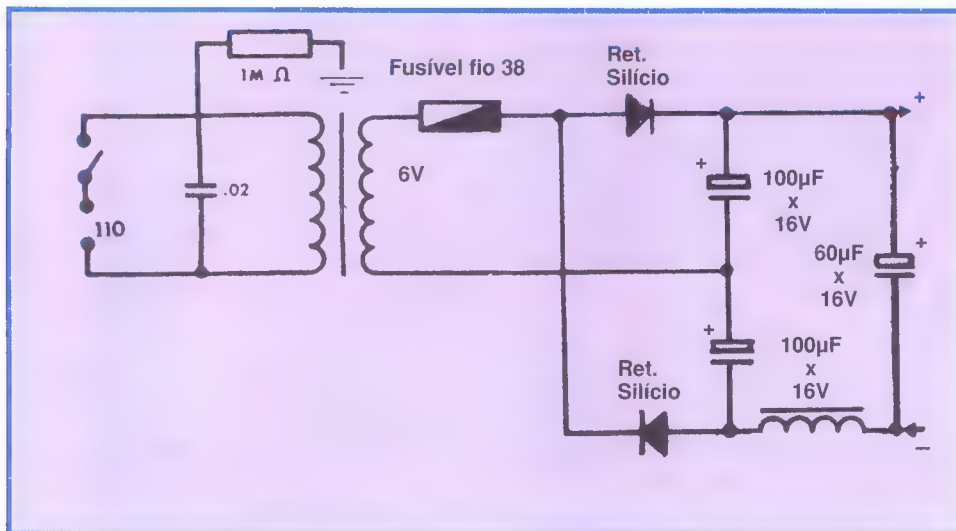 1M Ω
Fusível fio 38
Ret.
Silício
+
+
100µF
x
16V
.02
6V
110
+
60µF
x
16V
+
100µF
x
16V
Ret.
Silício
−